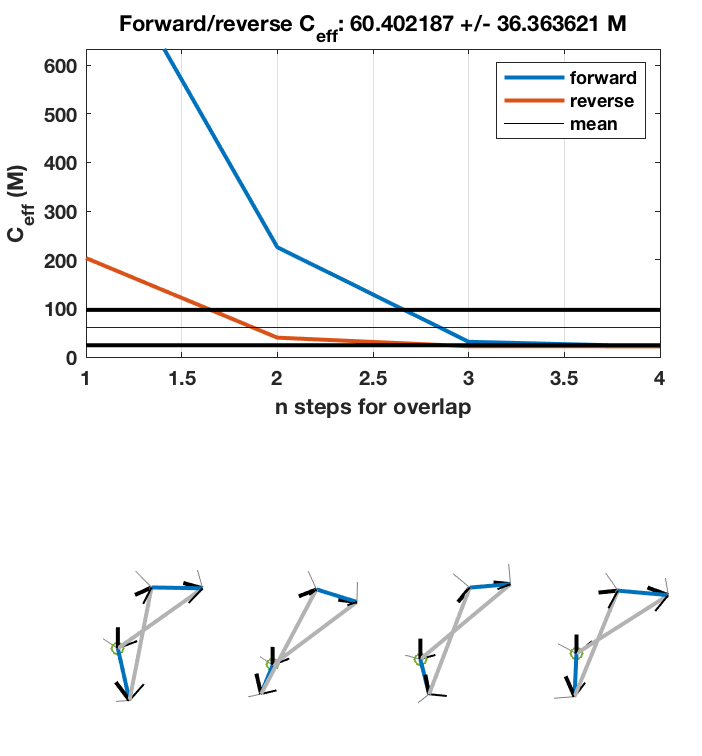 Forward/reverse C_eff: 60.402187 +/- 36.363621 M
600
500
400
300
200
100
0
C_eff (M)
forward
reverse
mean
1 1.5 2 2.5 3 3.5 4
n steps for overlap